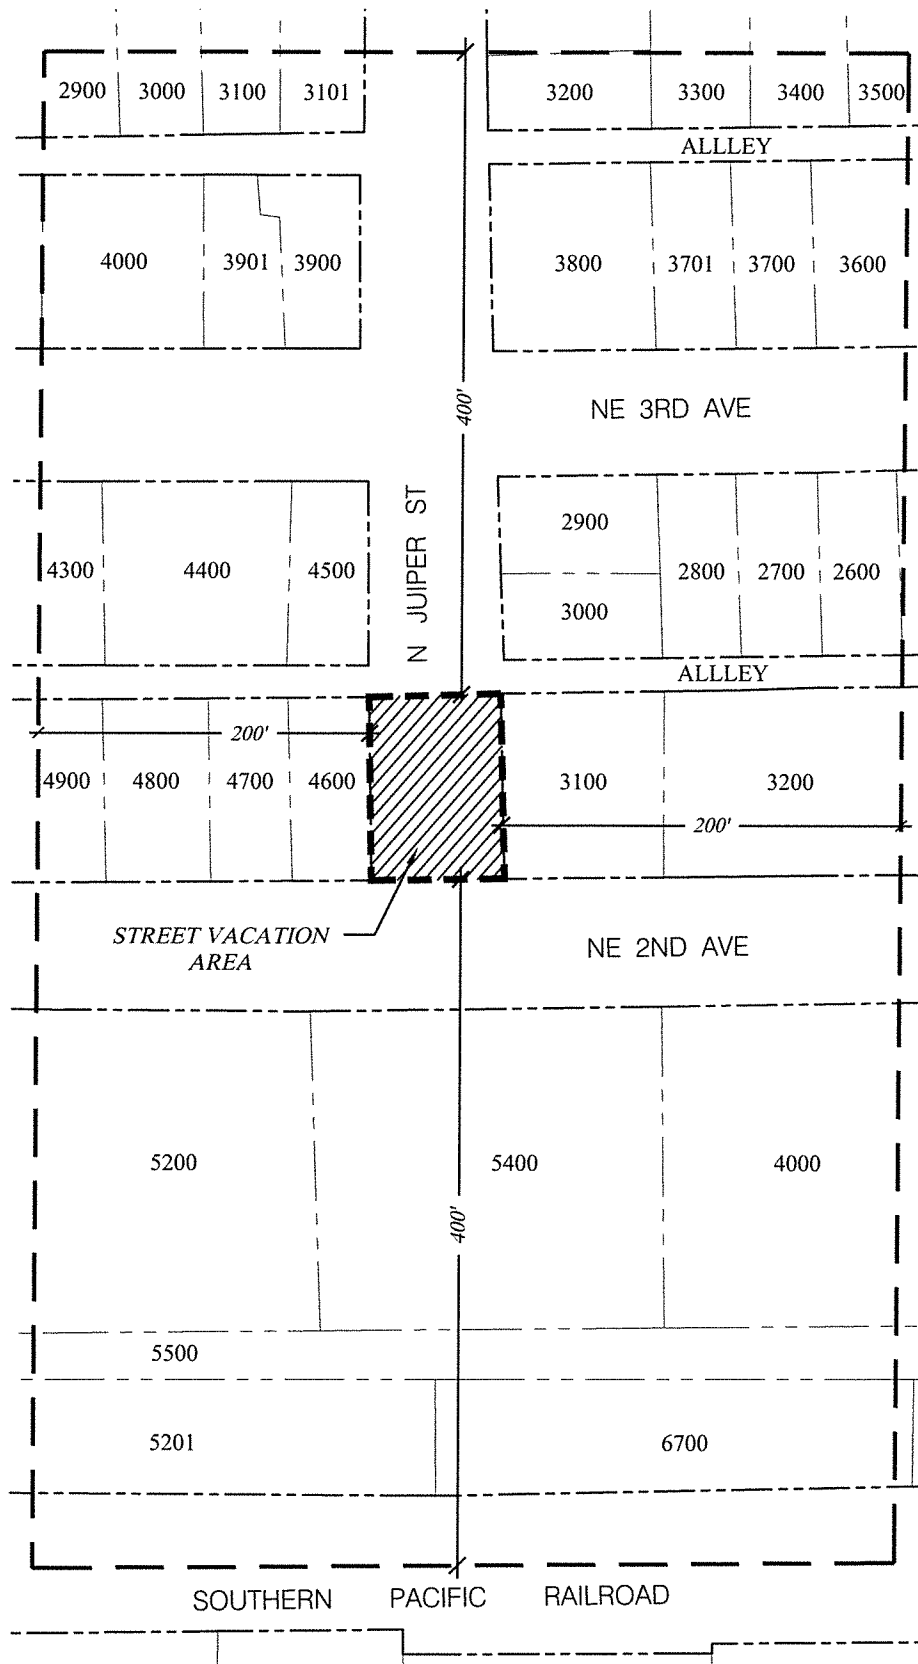 2900 3000 3100 3101 3200 3300 3400 3500
ALLLEY
4000 3901 3900 3800 3701 3700 3600
400'
NE 3RD AVE
N JUIPER ST
2900
4300 4400 4500 2800 2700 2600
3000
ALLLEY
200'
4900 4800 4700 4600 3100 3200
200'
STREET VACATION
AREA
NE 2ND AVE
5200 5400 4000
400'
5500
5201 6700
SOUTHERN PACIFIC RAILROAD